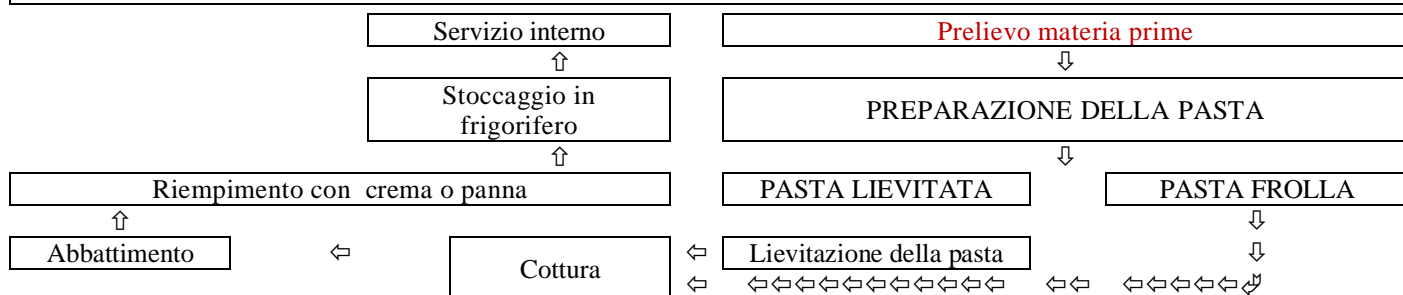 Servizio interno
Prelievo materia prime
⇧
⇩
Stoccaggio in
frigorifero
PREPARAZIONE DELLA PASTA
⇧
⇩
Riempimento con crema o panna
PASTA LIEVITATA
PASTA FROLLA
⇧
⇩
Abbattimento
⇦
Cottura
⇦
Lievitazione della pasta
⇩
⇦ ⇦⇦⇦⇦⇦⇦⇦⇦⇦⇦⇦ ⇦⇦ ⇦⇦⇦⇦⇦